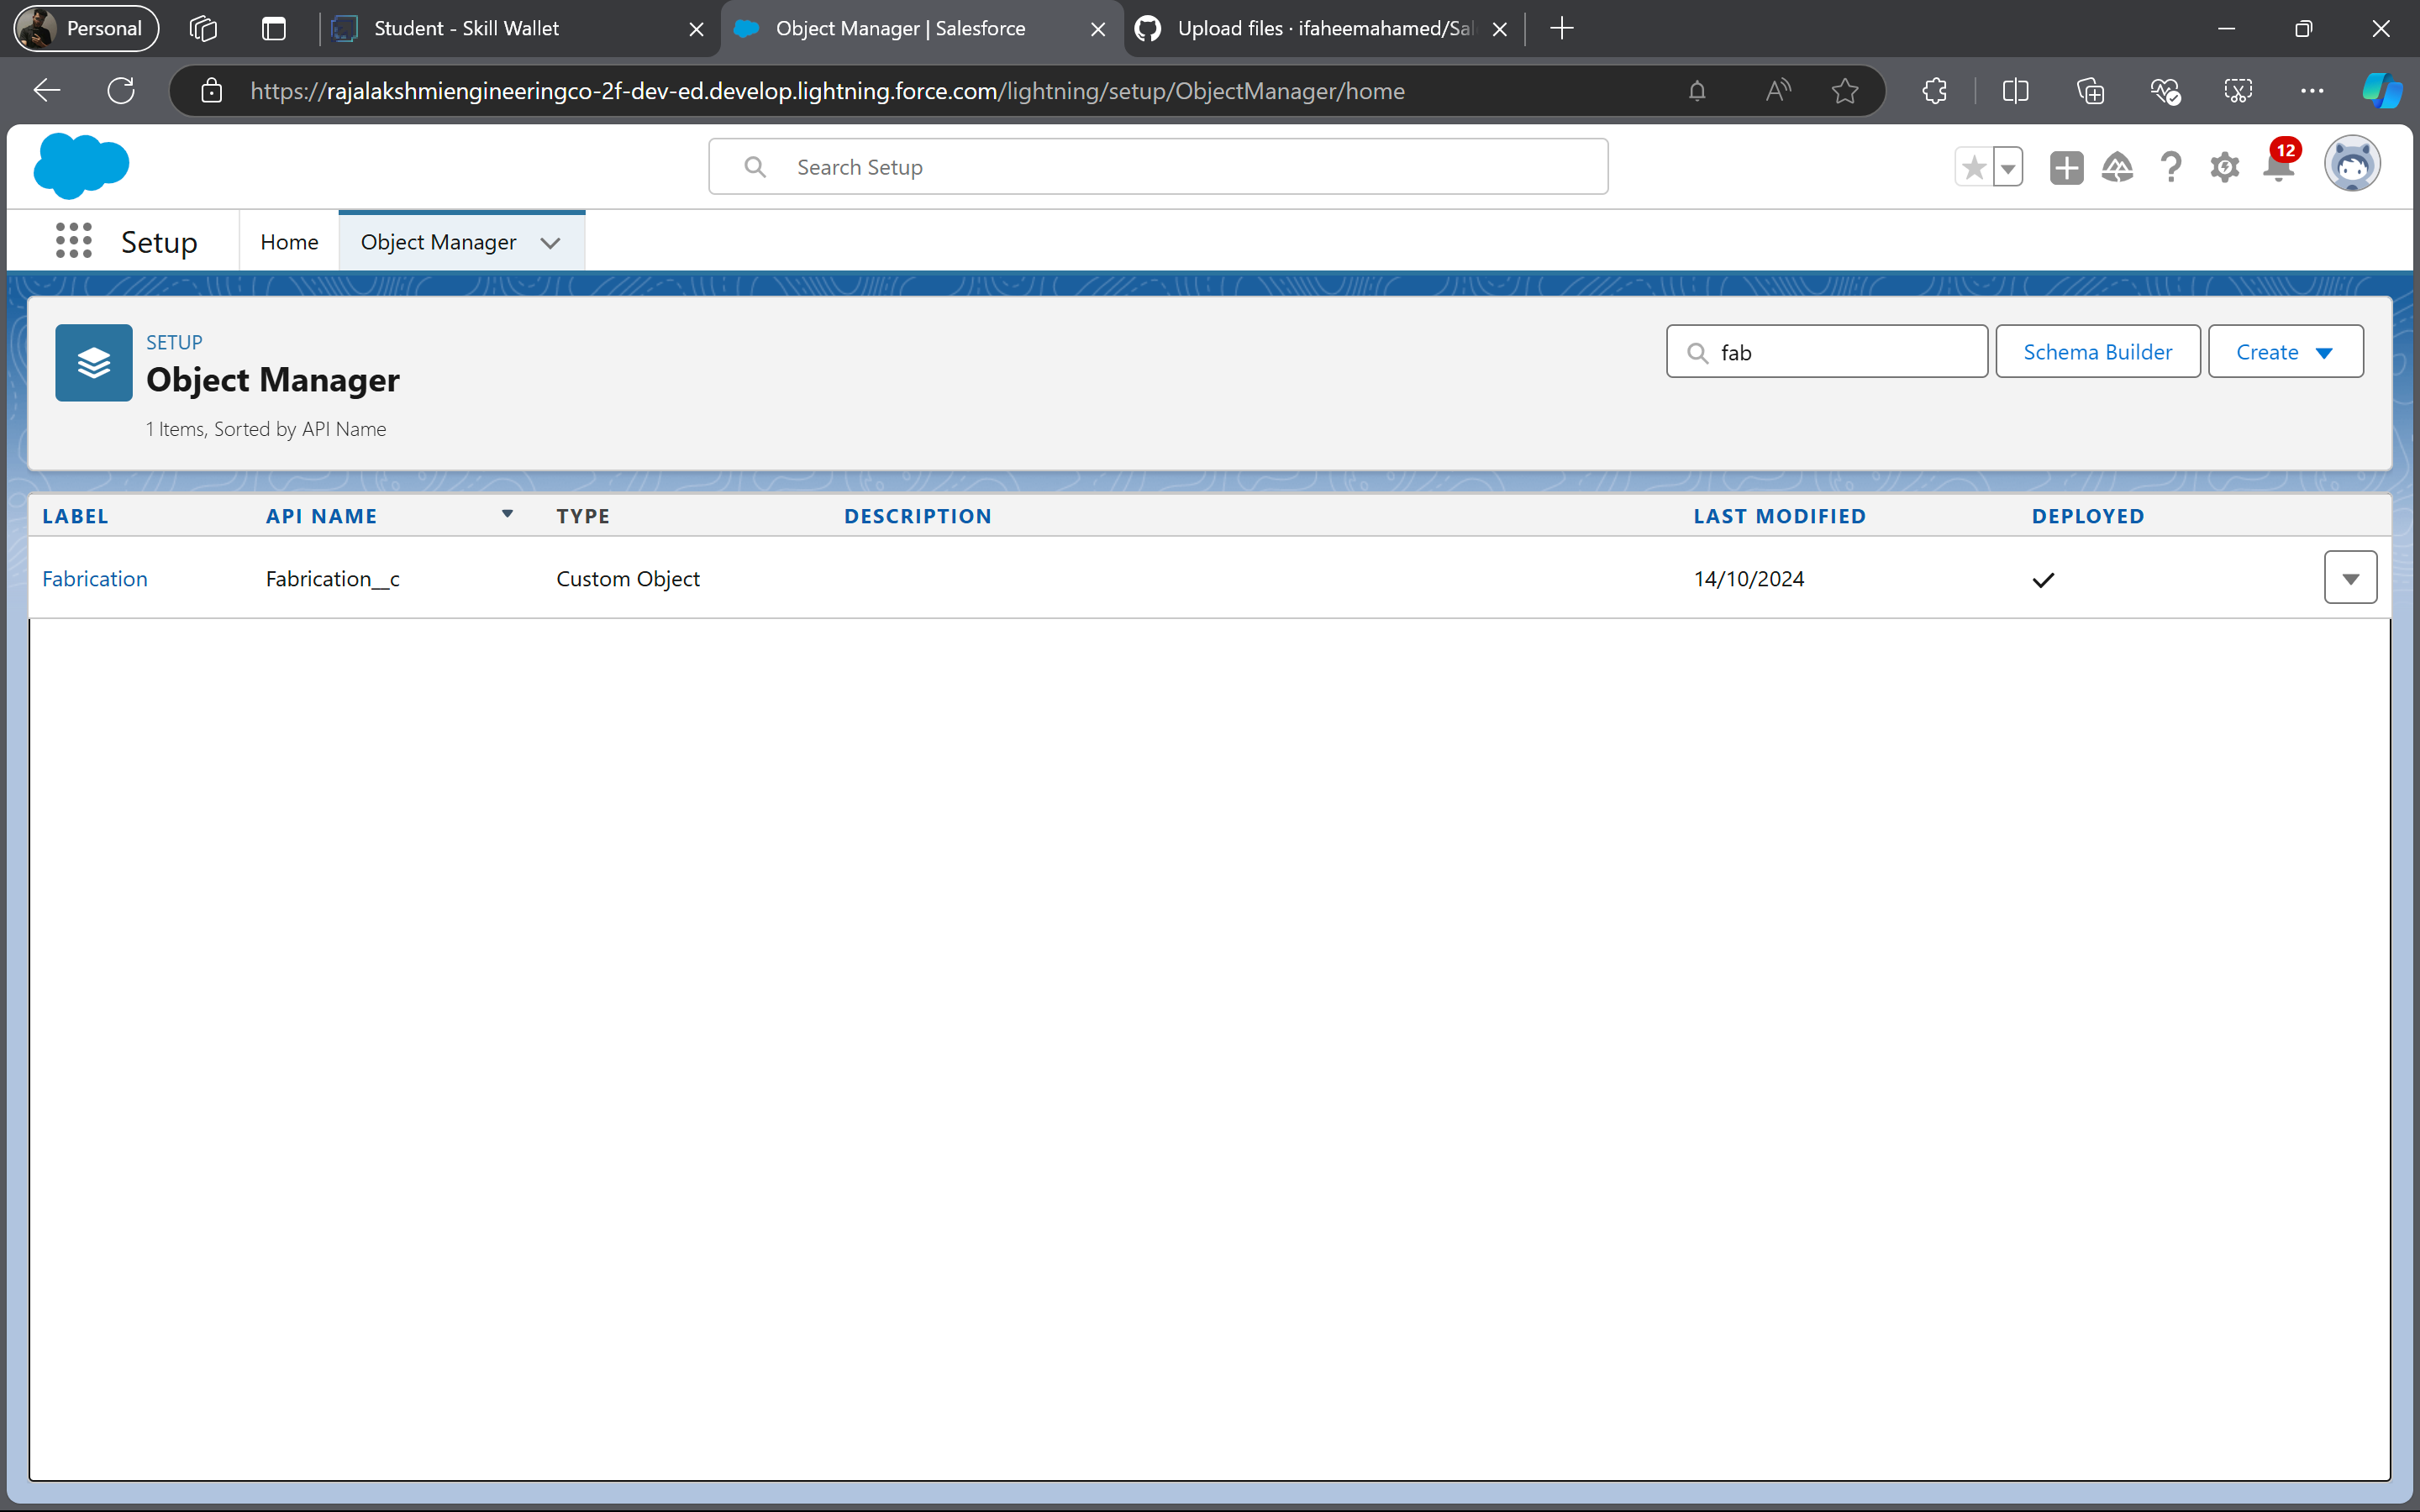 Personal
Student - Skill Wallet
Object Manager | Salesforce
Upload files · ifaheemahamed/Sal
https://rajalakshmiengineeringco-2f-dev-ed.develop.lightning.force.com/lightning/setup/ObjectManager/home
Search Setup
12
Setup
Home
Object Manager
SETUP
Object Manager
1 Items, Sorted by API Name
fab
Schema Builder
Create
LABEL API NAME TYPE DESCRIPTION LAST MODIFIED DEPLOYED
Fabrication Fabrication__c Custom Object 14/10/2024